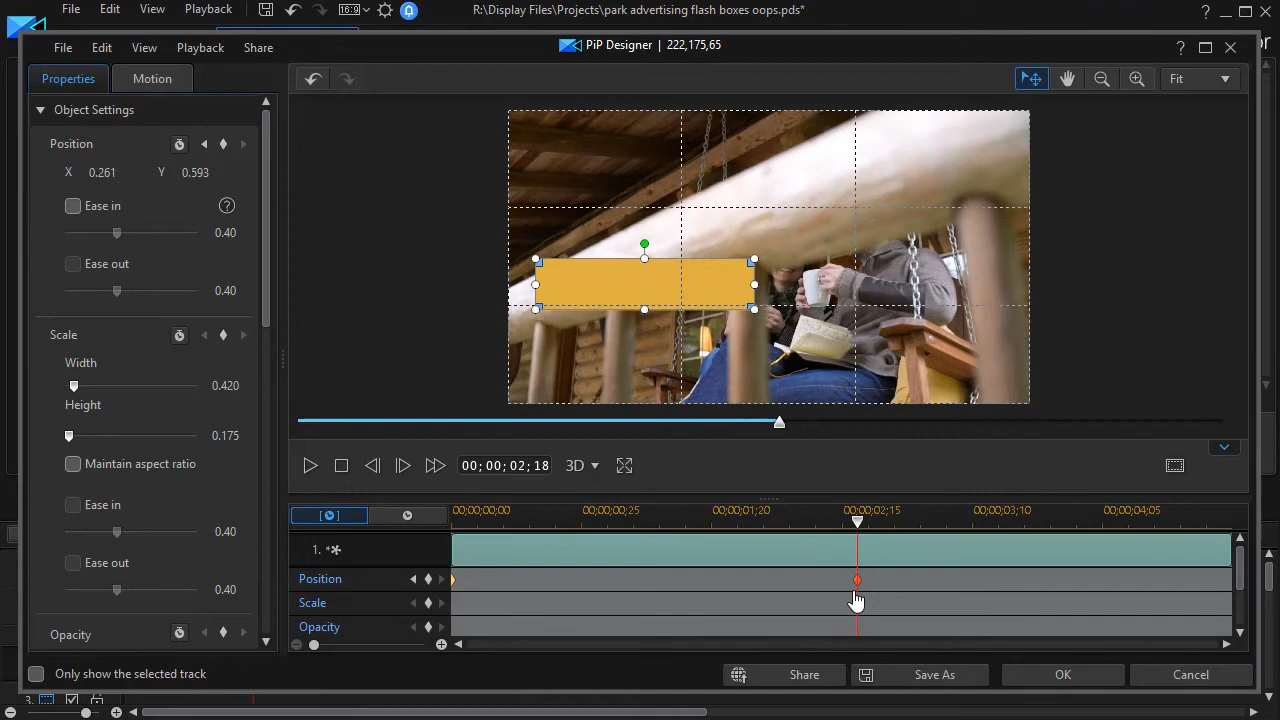 File Edit View Playback 16:9 R:\Display Files\Projects\park advertising flash boxes oops.pds* ?
PiP Designer | 222,175,65 ?
File Edit View Playback Share
Properties Motion Fit
Object Settings
Position
X 0.261 Y 0.593
Ease in ?
0.40
Ease out
0.40
Scale
Width
0.420
Height
0.175
Maintain aspect ratio
Ease in
0.40
Ease out
0.40
Opacity
00; 00; 02; 18 3D
00;00;00;00 00;00;00;25 00;00;01;20 00;00;02;15 00;00;03;10 00;00;04;05
1. **
Position
Scale
Opacity
Only show the selected track
Share Save As OK Cancel
3.